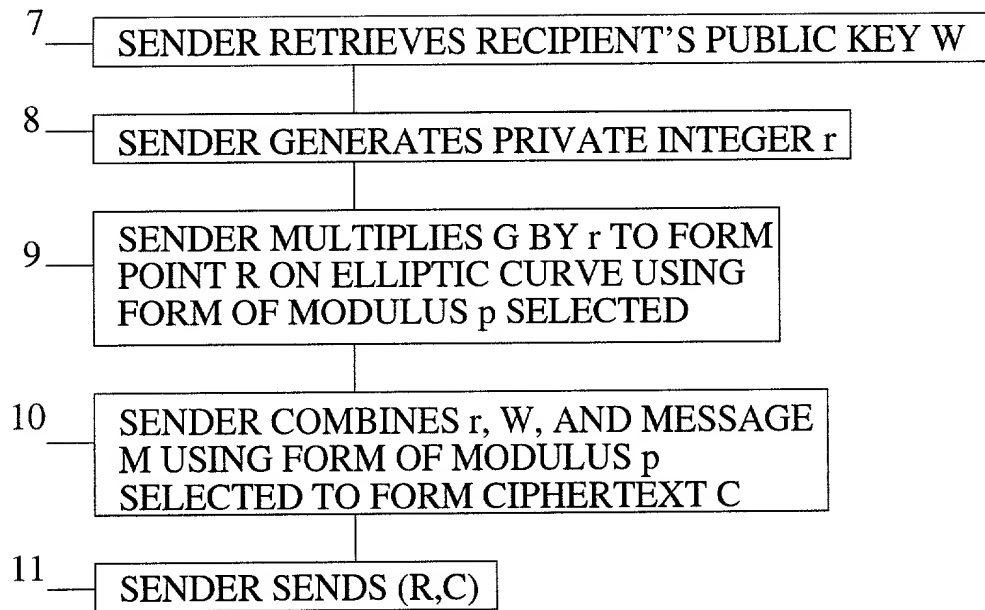 7
SENDER RETRIEVES RECIPIENT'S PUBLIC KEY W
8
SENDER GENERATES PRIVATE INTEGER r
9
SENDER MULTIPLIES G BY r TO FORM
POINT R ON ELLIPTIC CURVE USING
FORM OF MODULUS p SELECTED
10
SENDER COMBINES r, W, AND MESSAGE
M USING FORM OF MODULUS p
SELECTED TO FORM CIPHERTEXT C
11
SENDER SENDS (R,C)